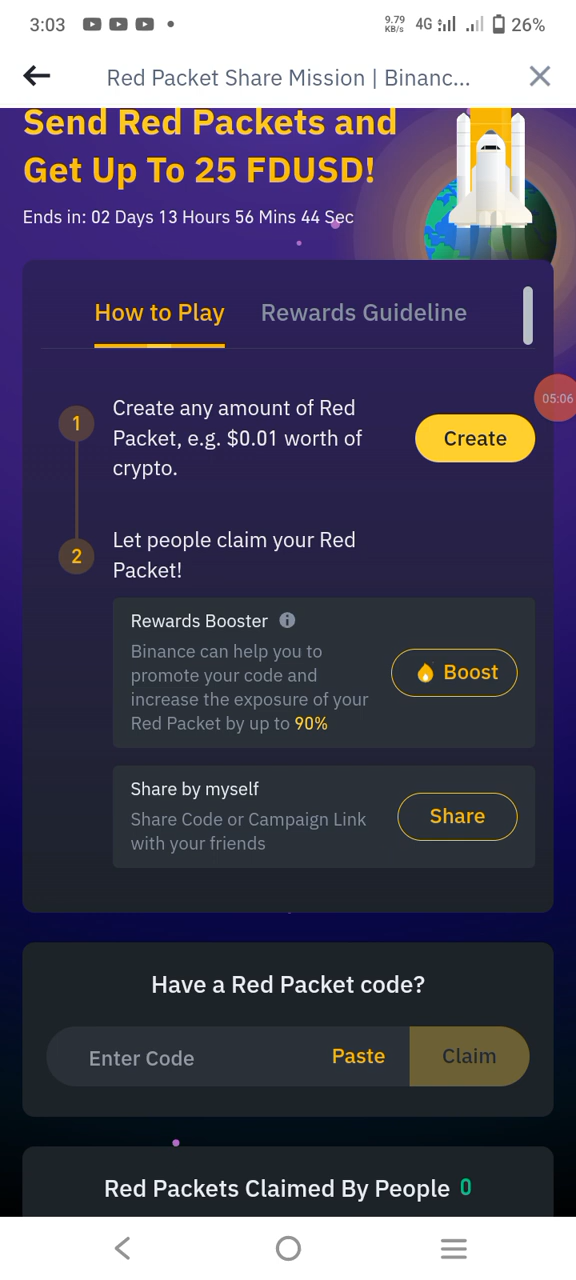 3:03
9.79
KB/s
4G
26%
Red Packet Share Mission | Binanc...
Send Red Packets and
Get Up To 25 FDUSD!
Ends in: 02 Days 13 Hours 56 Mins 44 Sec
How to Play
Rewards Guideline
05:06
1
Create any amount of Red
Packet, e.g. $0.01 worth of
crypto.
Create
2
Let people claim your Red
Packet!
Rewards Booster
Binance can help you to
promote your code and
increase the exposure of your
Red Packet by up to 90%
Boost
Share by myself
Share Code or Campaign Link
with your friends
Share
Have a Red Packet code?
Enter Code
Paste
Claim
Red Packets Claimed By People 0